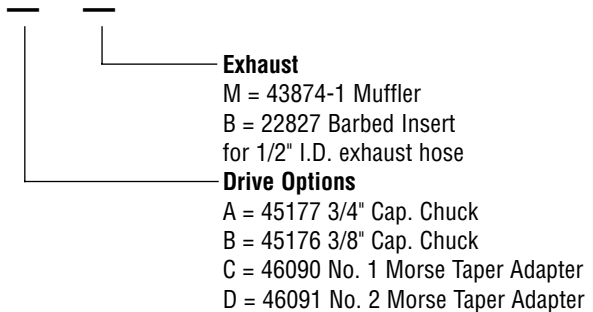 Exhaust
M = 43874-1 Muffler
B = 22827 Barbed Insert
for 1/2" I.D. exhaust hose
Drive Options
A = 45177 3/4" Cap. Chuck
B = 45176 3/8" Cap. Chuck
C = 46090 No. 1 Morse Taper Adapter
D = 46091 No. 2 Morse Taper Adapter